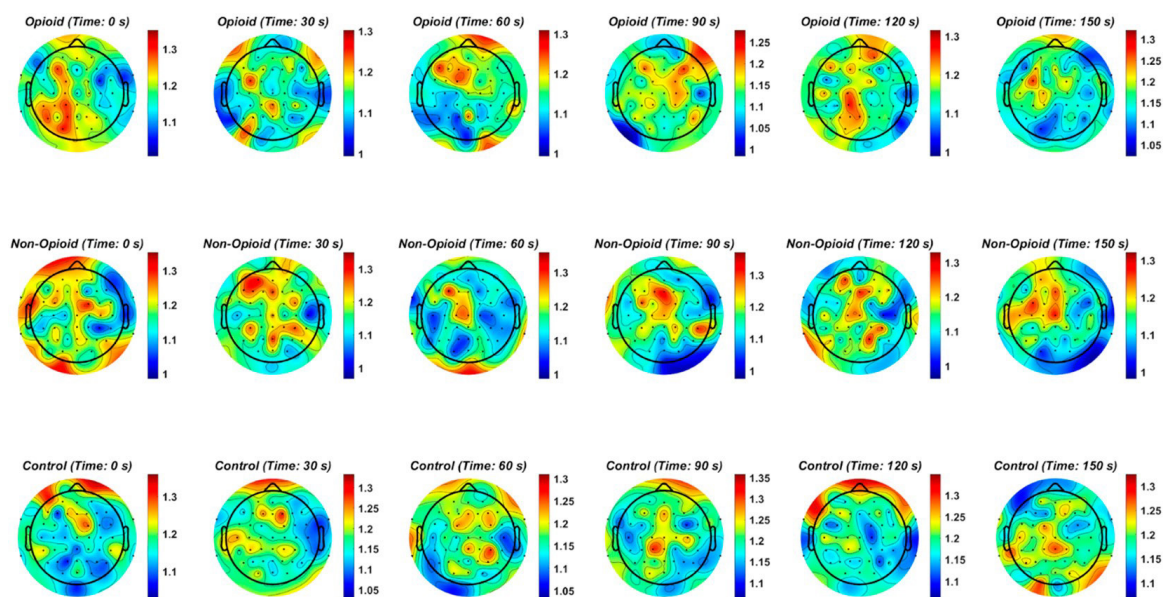 Opioid (Time: 0 s) Opioid (Time: 30 s) Opioid (Time: 60 s) Opioid (Time: 90 s) Opioid (Time: 120 s) Opioid (Time: 150 s)
1.3 1.3 1.3 1.25 1.3 1.3
1.2 1.2 1.2 1.2 1.2 1.25
1.1 1.1 1.1 1.15 1.1 1.2
1 1 1.1 1 1.15
1.05 1.1
1 1.05
Non-Opioid (Time: 0 s) Non-Opioid (Time: 30 s) Non-Opioid (Time: 60 s) Non-Opioid (Time: 90 s) Non-Opioid (Time: 120 s) Non-Opioid (Time: 150 s)
1.3 1.3 1.3 1.3 1.3 1.3
1.2 1.2 1.2 1.2 1.2 1.2
1.1 1.1 1.1 1.1 1.1 1.1
1 1 1 1 1 1
Control (Time: 0 s) Control (Time: 30 s) Control (Time: 60 s) Control (Time: 90 s) Control (Time: 120 s) Control (Time: 150 s)
1.3 1.3 1.3 1.35 1.3 1.3
1.2 1.25 1.25 1.3 1.25 1.25
1.1 1.2 1.2 1.25 1.2 1.2
1.15 1.15 1.2 1.15 1.15
1.1 1.1 1.15 1.1 1.1
1.05 1.05 1.1